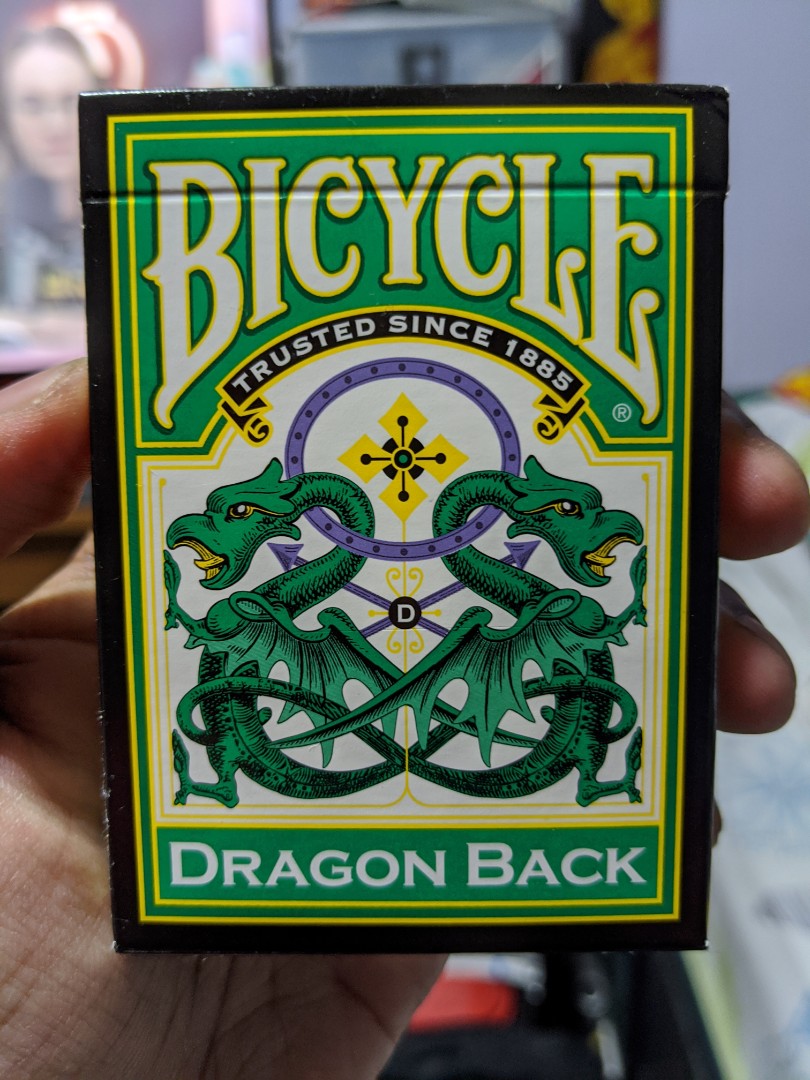 BICYCLE
TRUSTED SINCE 1885
®
D
DRAGON BACK